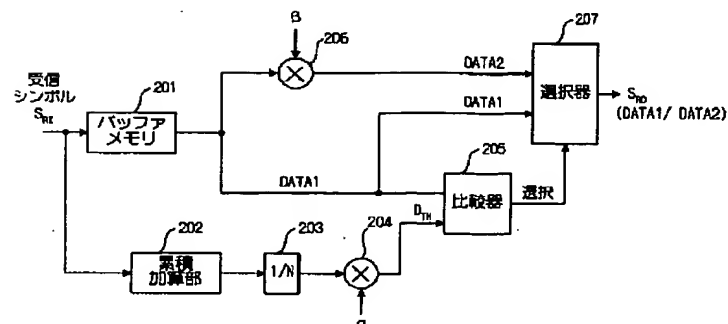 β
206
207
受信
シンボル
S_RI
201
バッファ
メモリ
DATA2
DATA1
選択器
S_RO
(DATA1/ DATA2)
205
DATA1
比較器
選択
D_TH
202
累積
加算部
203
1/N
204
α